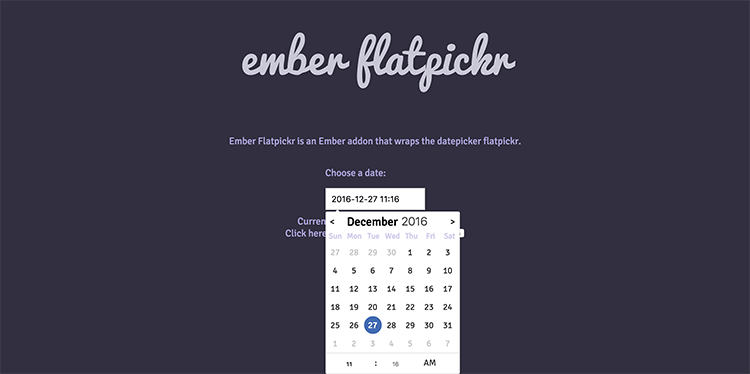 ember flatpickr
Ember Flatpickr is an Ember addon that wraps the datepicker flatpickr.
Choose a date:
2016-12-27 11:16
Curren
Click here
< December 2016 >
Sun Mon Tue Wed Thu Fri Sat
27 28 29 30 1 2 3
4 5 6 7 8 9 10
11 12 13 14 15 16 17
18 19 20 21 22 23 24
25 26 27 28 29 30 31
1 2 3 4 5 6 7
11 : 16 AM